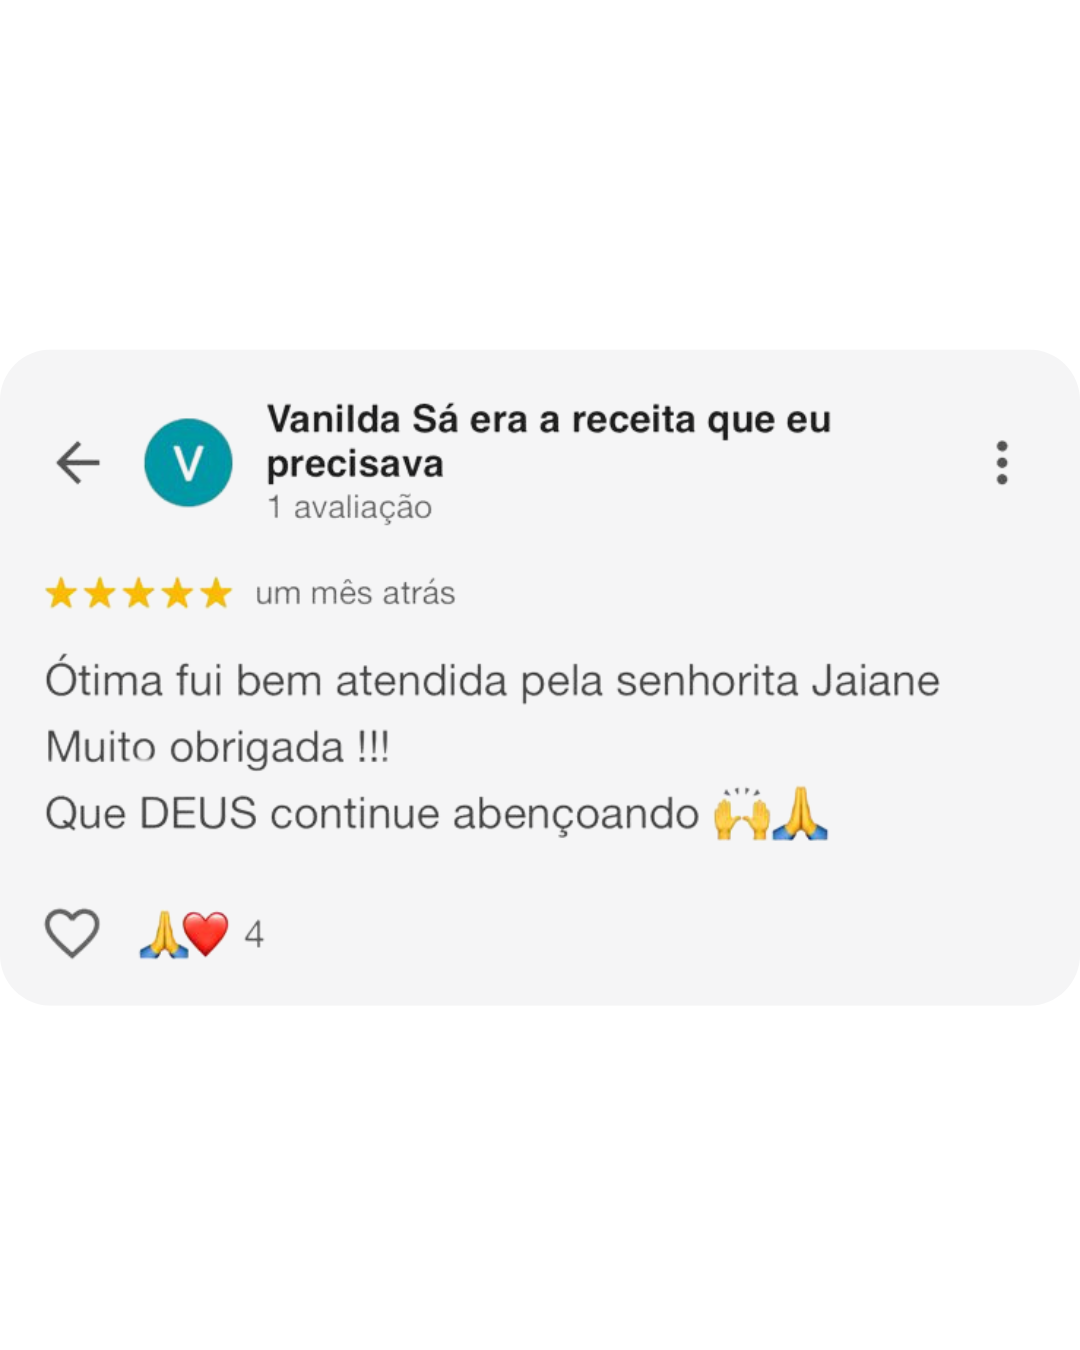 V
Vanilda Sá era a receita que eu
precisava
1 avaliação
um mês atrás
Ótima fui bem atendida pela senhorita Jaiane
Muito obrigada !!!
Que DEUS continue abençoando 🙌🙏
🙏❤️ 4